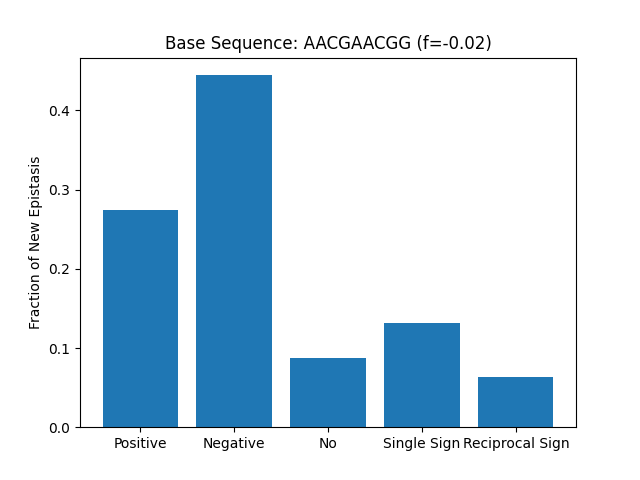 Base Sequence: AACGAACGG (f=-0.02)
Fraction of New Epistasis
0.4
0.3
0.2
0.1
0.0
Positive Negative No Single Sign Reciprocal Sign